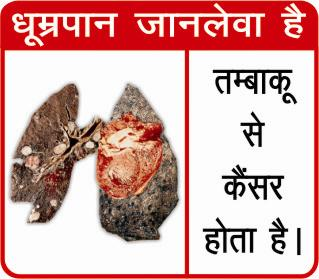 धूम्रपान जानलेवा है
तम्बाकू
से
कैंसर
होता है।